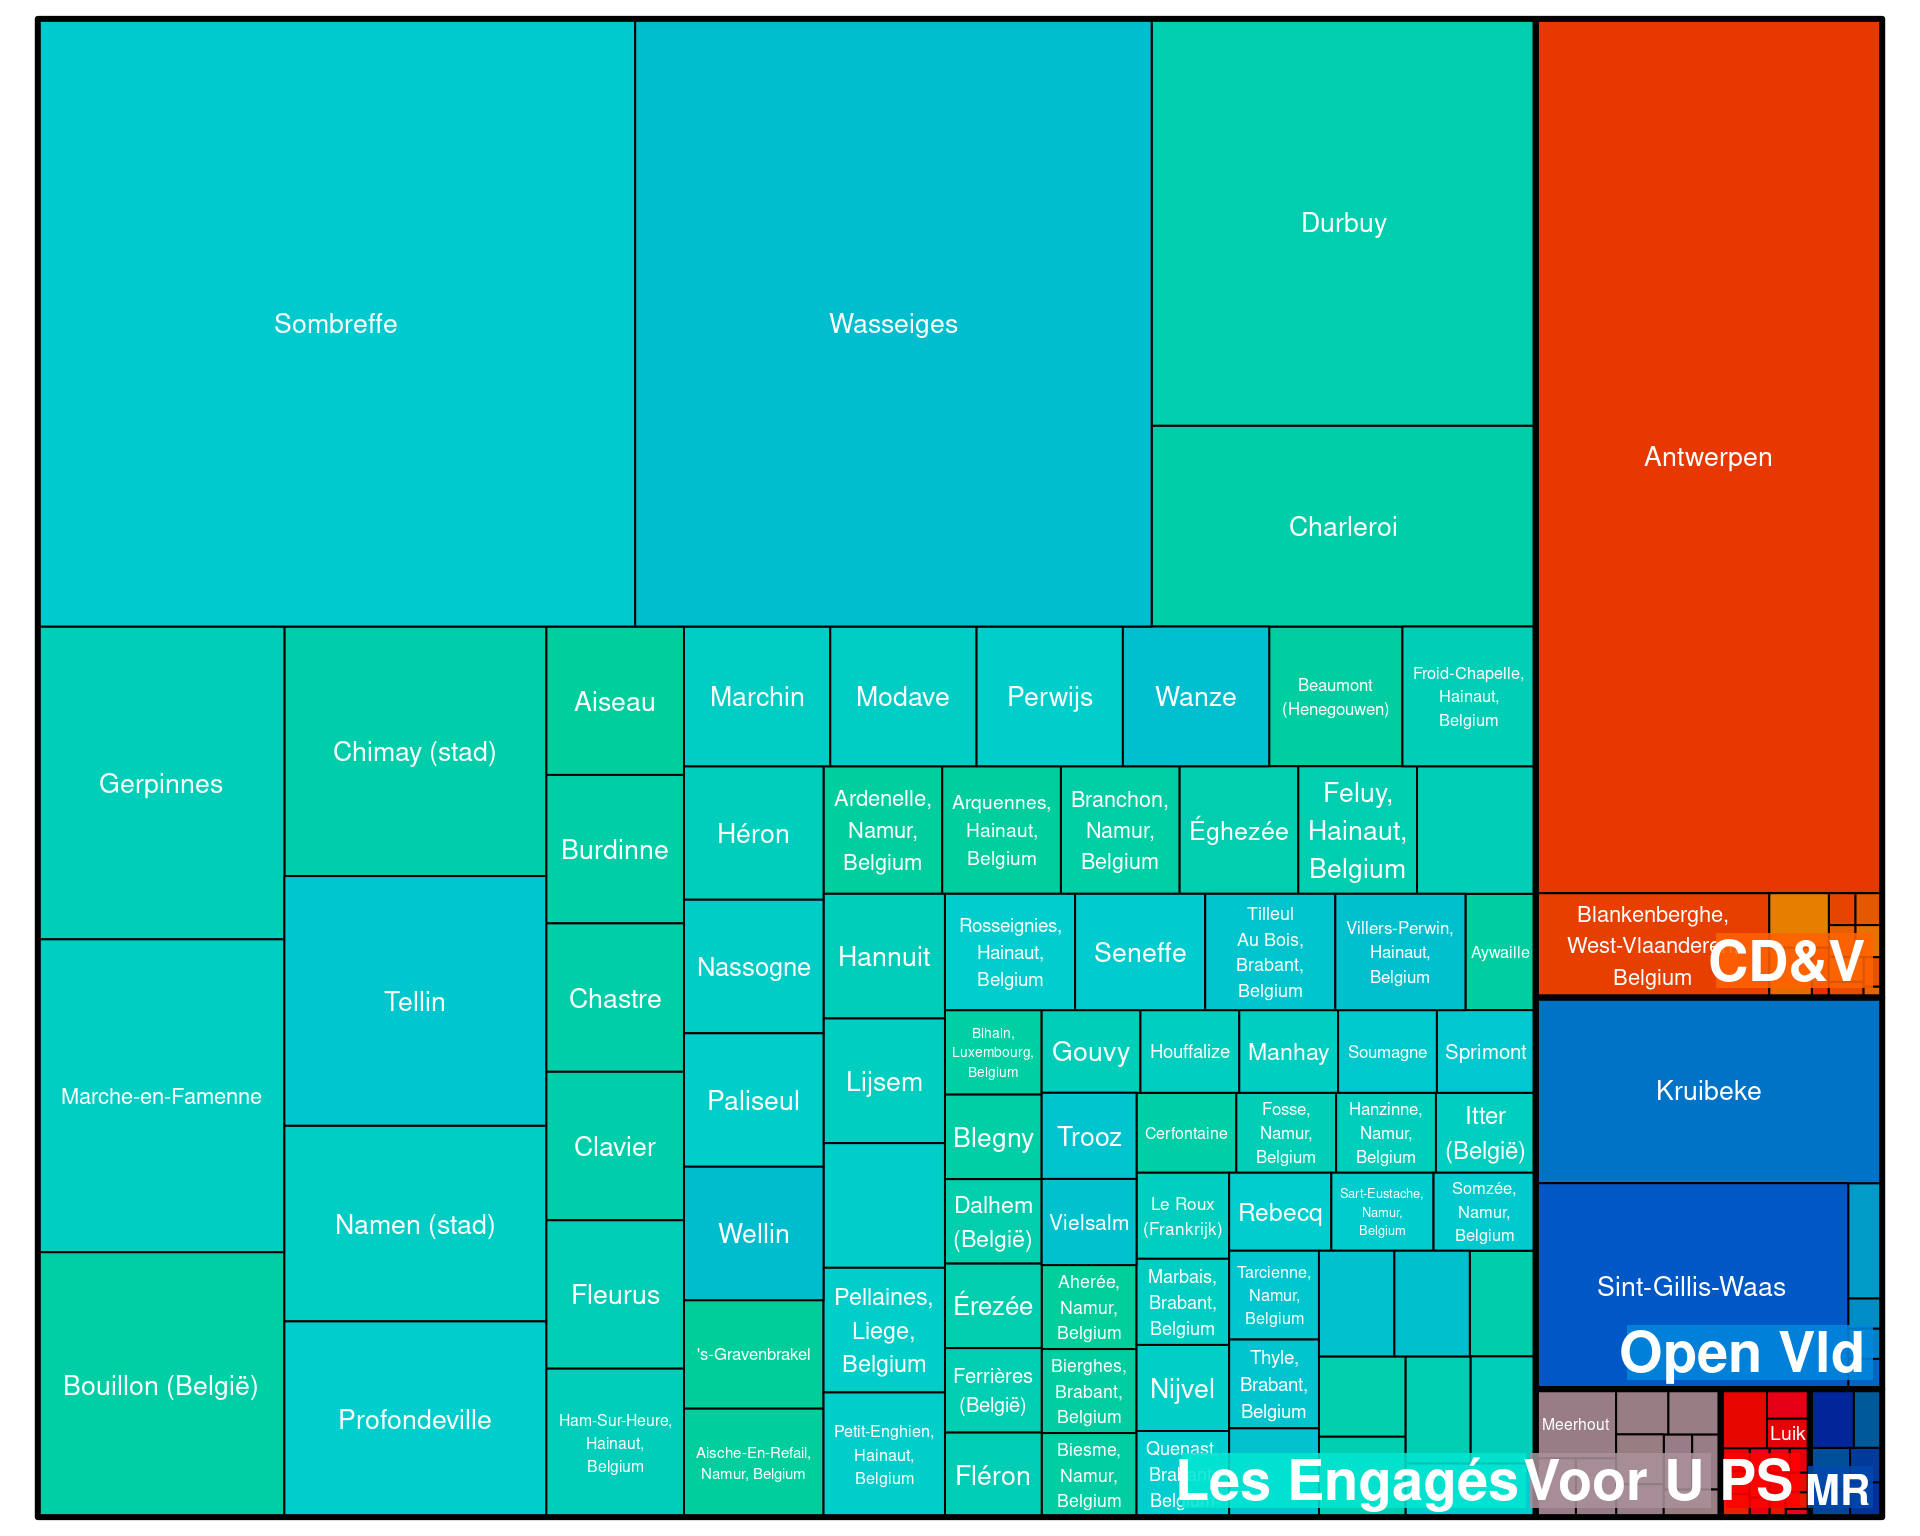 Sombreffe
Wasseiges
Durbuy
Charleroi
Antwerpen
Gerpinnes
Marche-en-Famenne
Bouillon (België)
Chimay (stad)
Tellin
Namen (stad)
Profondeville
Aiseau
Burdinne
Chastre
Clavier
Fleurus
Ham-Sur-Heure,
Hainaut,
Belgium
Marchin
Modave
Perwijs
Wanze
Beaumont
(Henegouwen)
Froid-Chapelle,
Hainaut,
Belgium
Héron
Nassogne
Paliseul
Wellin
's-Gravenbrakel
Aische-En-Refail,
Namur, Belgium
Ardenelle,
Namur,
Belgium
Arquennes,
Hainaut,
Belgium
Branchon,
Namur,
Belgium
Éghezée
Feluy,
Hainaut,
Belgium
Hannuit
Lijsem
Pellaines,
Liege,
Belgium
Petit-Enghien,
Hainaut,
Belgium
Rosseignies,
Hainaut,
Belgium
Seneffe
Tilleul
Au Bois,
Brabant,
Belgium
Villers-Perwin,
Hainaut,
Belgium
Aywaille
Bihain,
Luxembourg,
Belgium
Blegny
Dalhem
(België)
Érezée
Ferrières
(België)
Fléron
Gouvy
Houffalize
Manhay
Soumagne
Sprimont
Trooz
Vielsalm
Aherée,
Namur,
Belgium
Bierghes,
Brabant,
Belgium
Biesme,
Namur,
Belgium
Cerfontaine
Fosse,
Namur,
Belgium
Hanzinne,
Namur,
Belgium
Itter
(België)
Le Roux
(Frankrijk)
Marbais,
Brabant,
Belgium
Nijvel
Quenast,
Brabant,
Belgium
Rebecq
Sart-Eustache,
Namur,
Belgium
Somzée,
Namur,
Belgium
Tarcienne,
Namur,
Belgium
Thyle,
Brabant,
Belgium
Les Engagés
Blankenberghe,
West-Vlaanderen,
Belgium
CD&V
Kruibeke
Sint-Gillis-Waas
Open Vld
Meerhout
Voor U
Luik
PS
MR